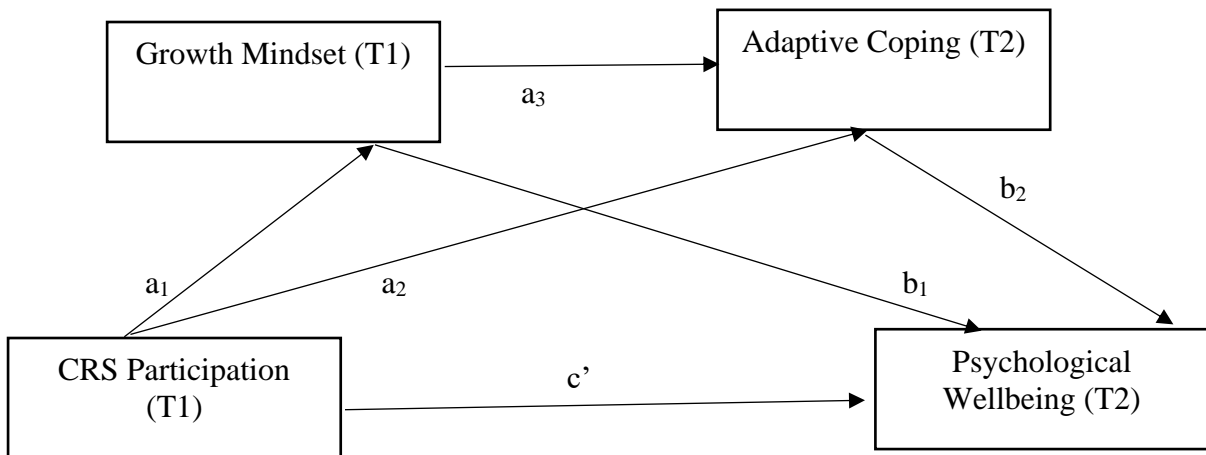 Growth Mindset (T1)
Adaptive Coping (T2)
a₃
b₂
a₁
a₂
b₁
CRS Participation
(T1)
c’
Psychological
Wellbeing (T2)